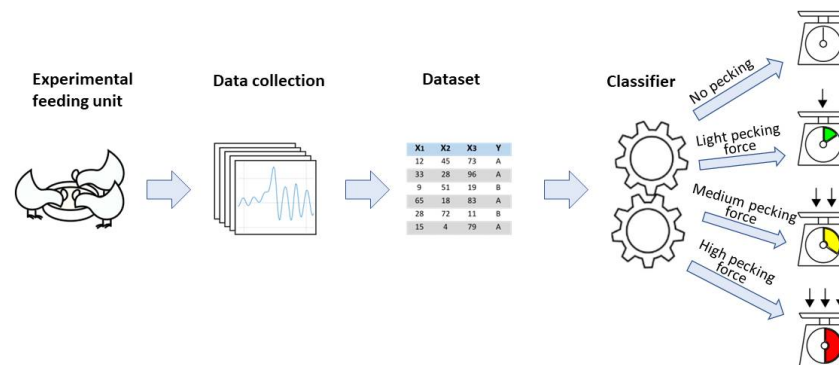 Experimental
feeding unit
Data collection
Dataset
X1 X2 X3 Y
12 45 73 A
33 28 96 A
9 51 19 B
65 18 83 A
28 72 11 B
15 4 79 A
Classifier
No pecking
Light pecking
force
Medium pecking
force
High pecking
force